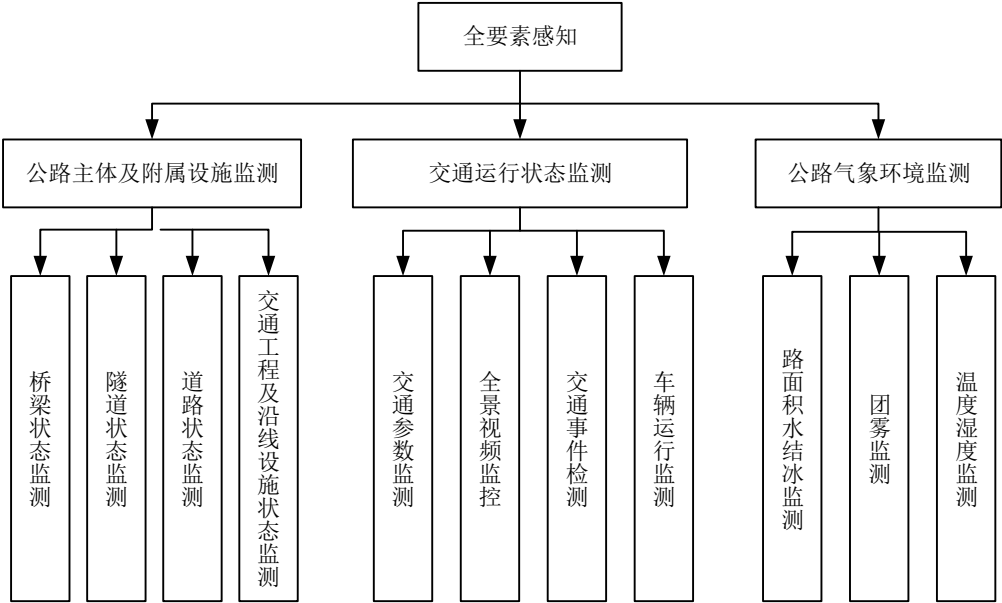 全要素感知
公路主体及附属设施监测
交通运行状态监测
公路气象环境监测
桥梁状态监测
隧道状态监测
道路状态监测
交通工程及沿线设施状态监测
交通参数监测
全景视频监控
交通事件检测
车辆运行监测
路面积水结冰监测
团雾监测
温度湿度监测